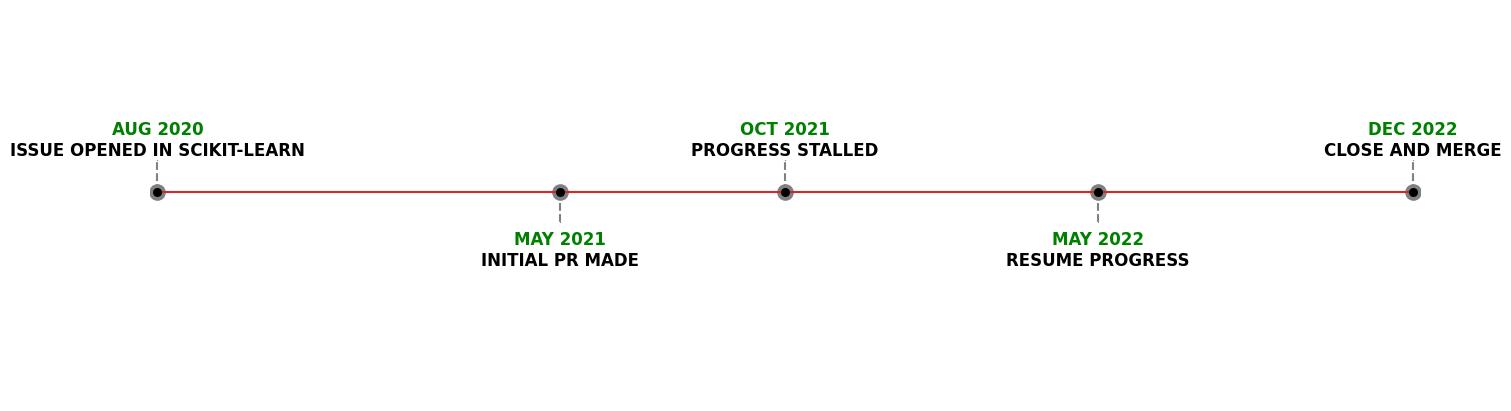 AUG 2020
ISSUE OPENED IN SCIKIT-LEARN
MAY 2021
INITIAL PR MADE
OCT 2021
PROGRESS STALLED
MAY 2022
RESUME PROGRESS
DEC 2022
CLOSE AND MERGE